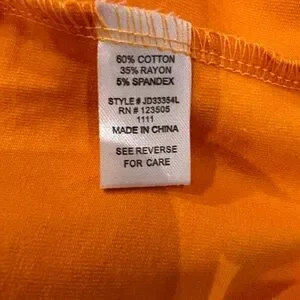 60% COTTON
35% RAYON
5% SPANDEX
STYLE # JD33354L
RN # 123505
1111
MADE IN CHINA
SEE REVERSE
FOR CARE